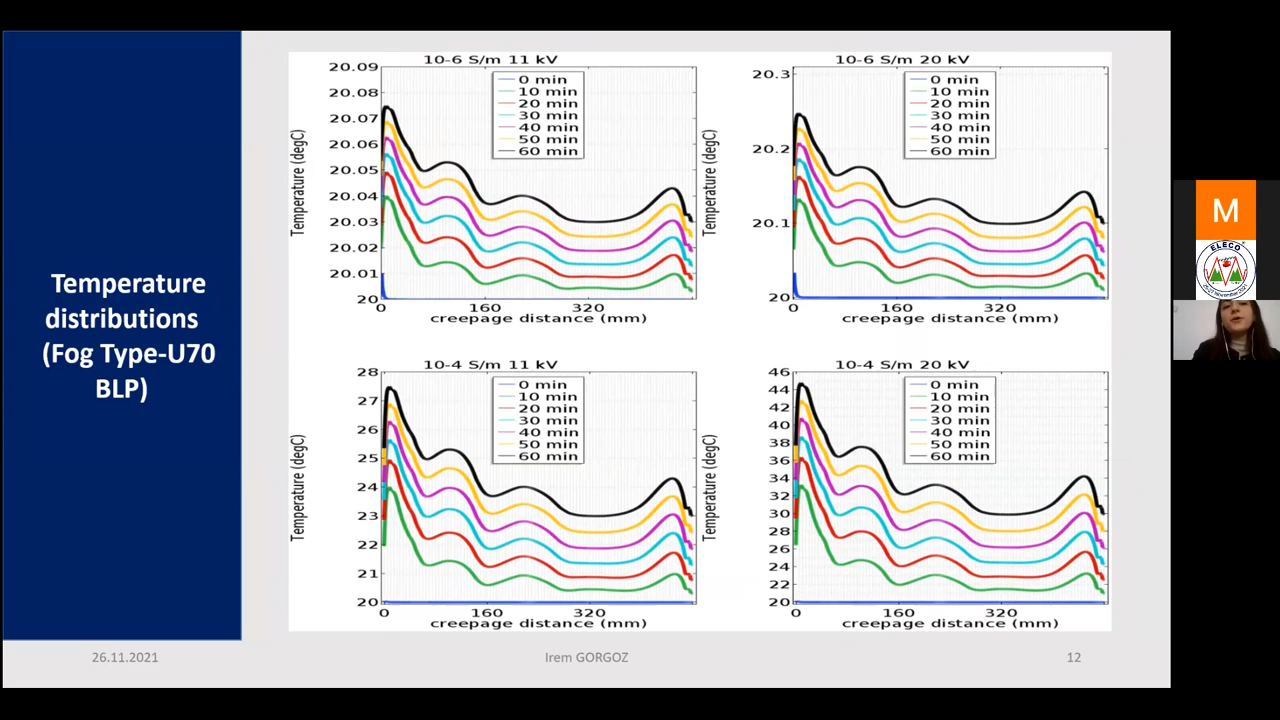 Temperature
distributions
(Fog Type-U70
BLP)
10-6 S/m 11 kV
20.09
20.08
20.07
20.06
20.05
20.04
20.03
20.02
20.01
20
Temperature (degC)
0 min
10 min
20 min
30 min
40 min
50 min
60 min
0 160 320
creepage distance (mm)
10-6 S/m 20 kV
20.3
20.2
20.1
20
Temperature (degC)
0 min
10 min
20 min
30 min
40 min
50 min
60 min
0 160 320
creepage distance (mm)
10-4 S/m 11 kV
28
27
26
25
24
23
22
21
20
Temperature (degC)
0 min
10 min
20 min
30 min
40 min
50 min
60 min
0 160 320
creepage distance (mm)
10-4 S/m 20 kV
46
44
42
40
38
36
34
32
30
28
26
24
22
20
Temperature (degC)
0 min
10 min
20 min
30 min
40 min
50 min
60 min
0 160 320
creepage distance (mm)
26.11.2021
Irem GORGOZ
12
M
ELECO